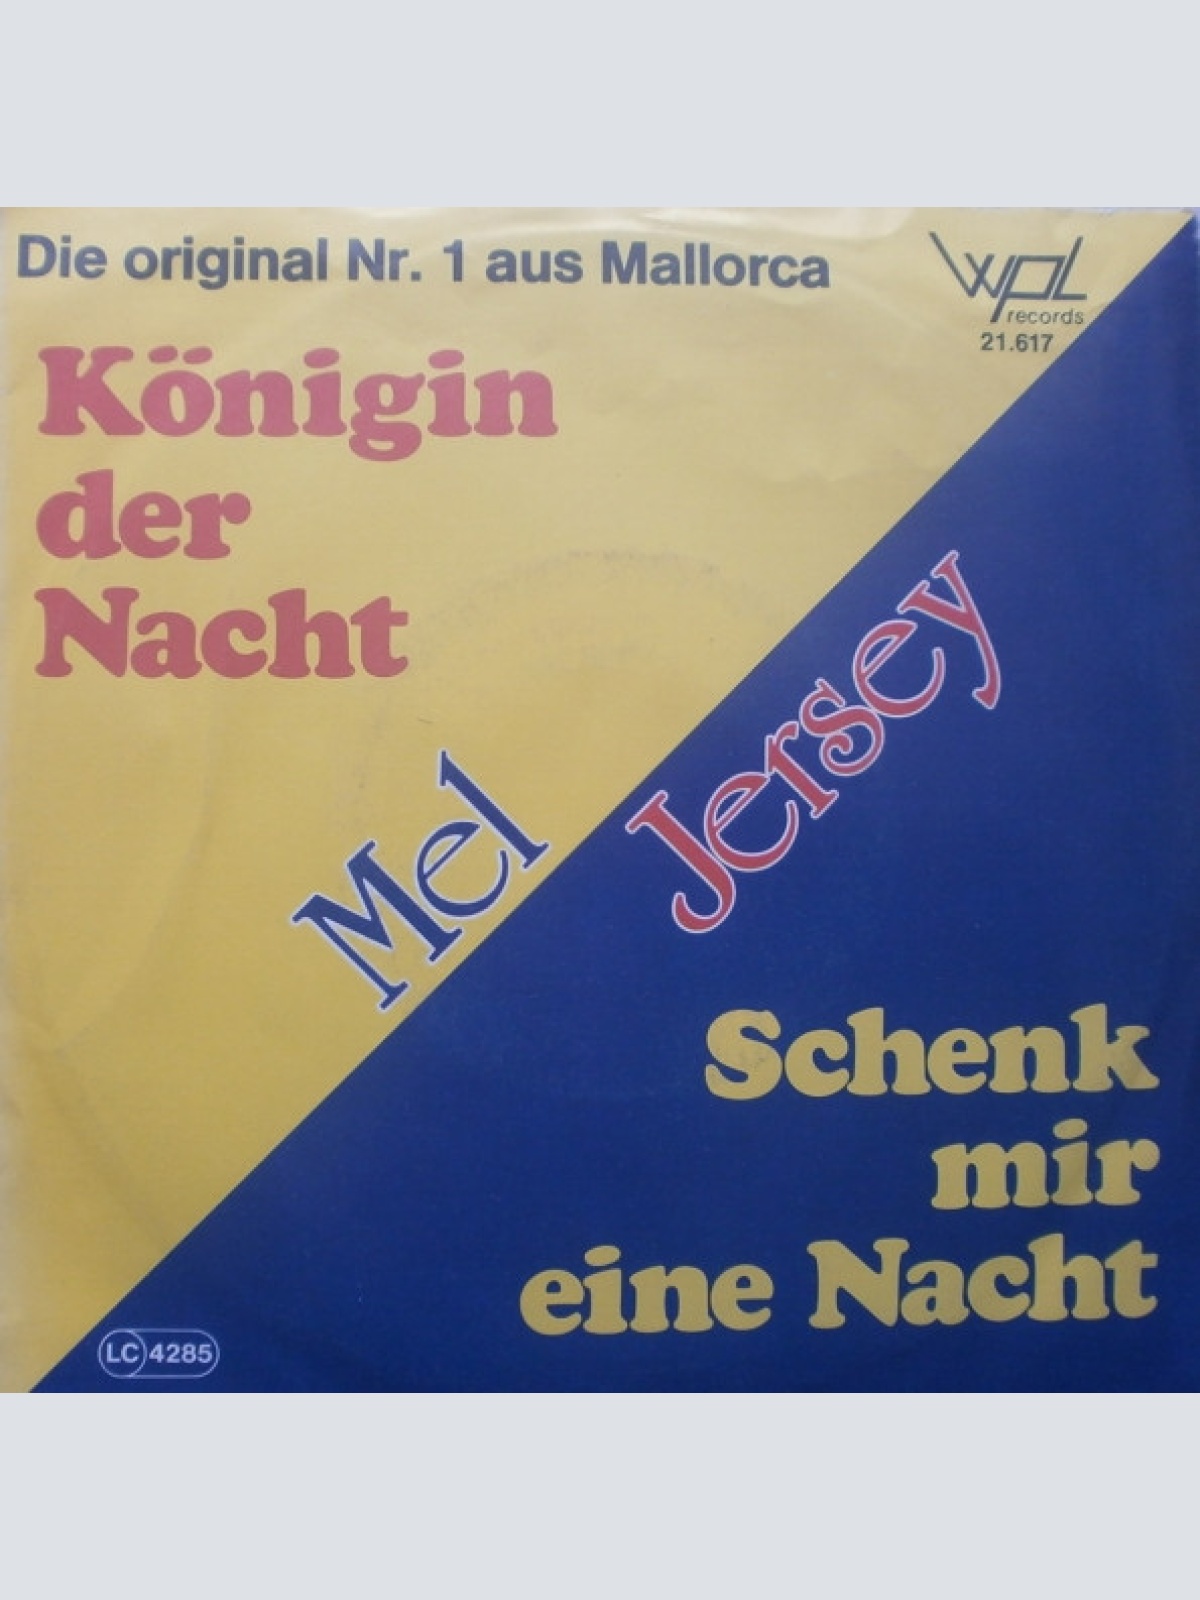 Die original Nr. 1 aus Mallorca
wpl
records
21.617
Königin
der
Nacht
Mel
Jersey
Schenk
mir
eine Nacht
LC 4285